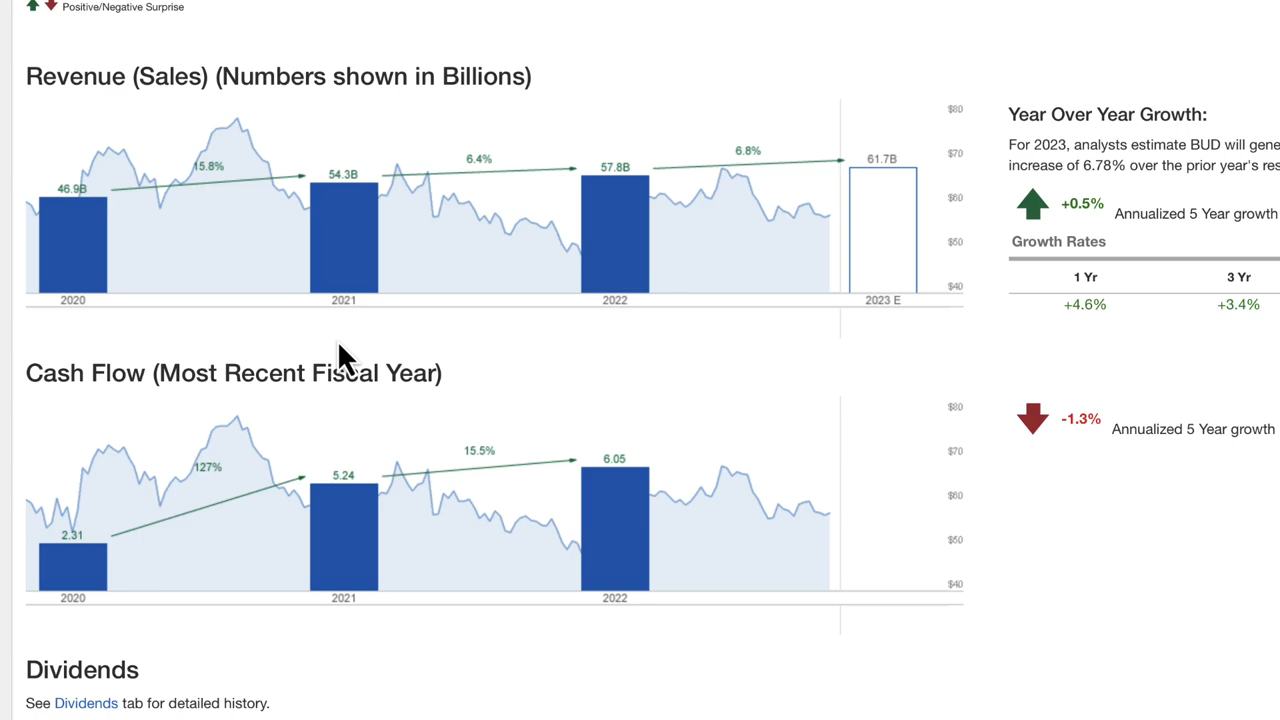 Positive/Negative Surprise
Revenue (Sales) (Numbers shown in Billions)
$80
$70
$60
$50
$40
46.9B
15.8%
54.3B
6.4%
57.8B
6.8%
61.7B
2020
2021
2022
2023 E
Year Over Year Growth:
For 2023, analysts estimate BUD will gene
increase of 6.78% over the prior year's res
+0.5% Annualized 5 Year growth
Growth Rates
1 Yr 3 Yr
+4.6% +3.4%
Cash Flow (Most Recent Fiscal Year)
$80
$70
$60
$50
$40
2.31
127%
5.24
15.5%
6.05
2020
2021
2022
-1.3% Annualized 5 Year growth
Dividends
See Dividends tab for detailed history.